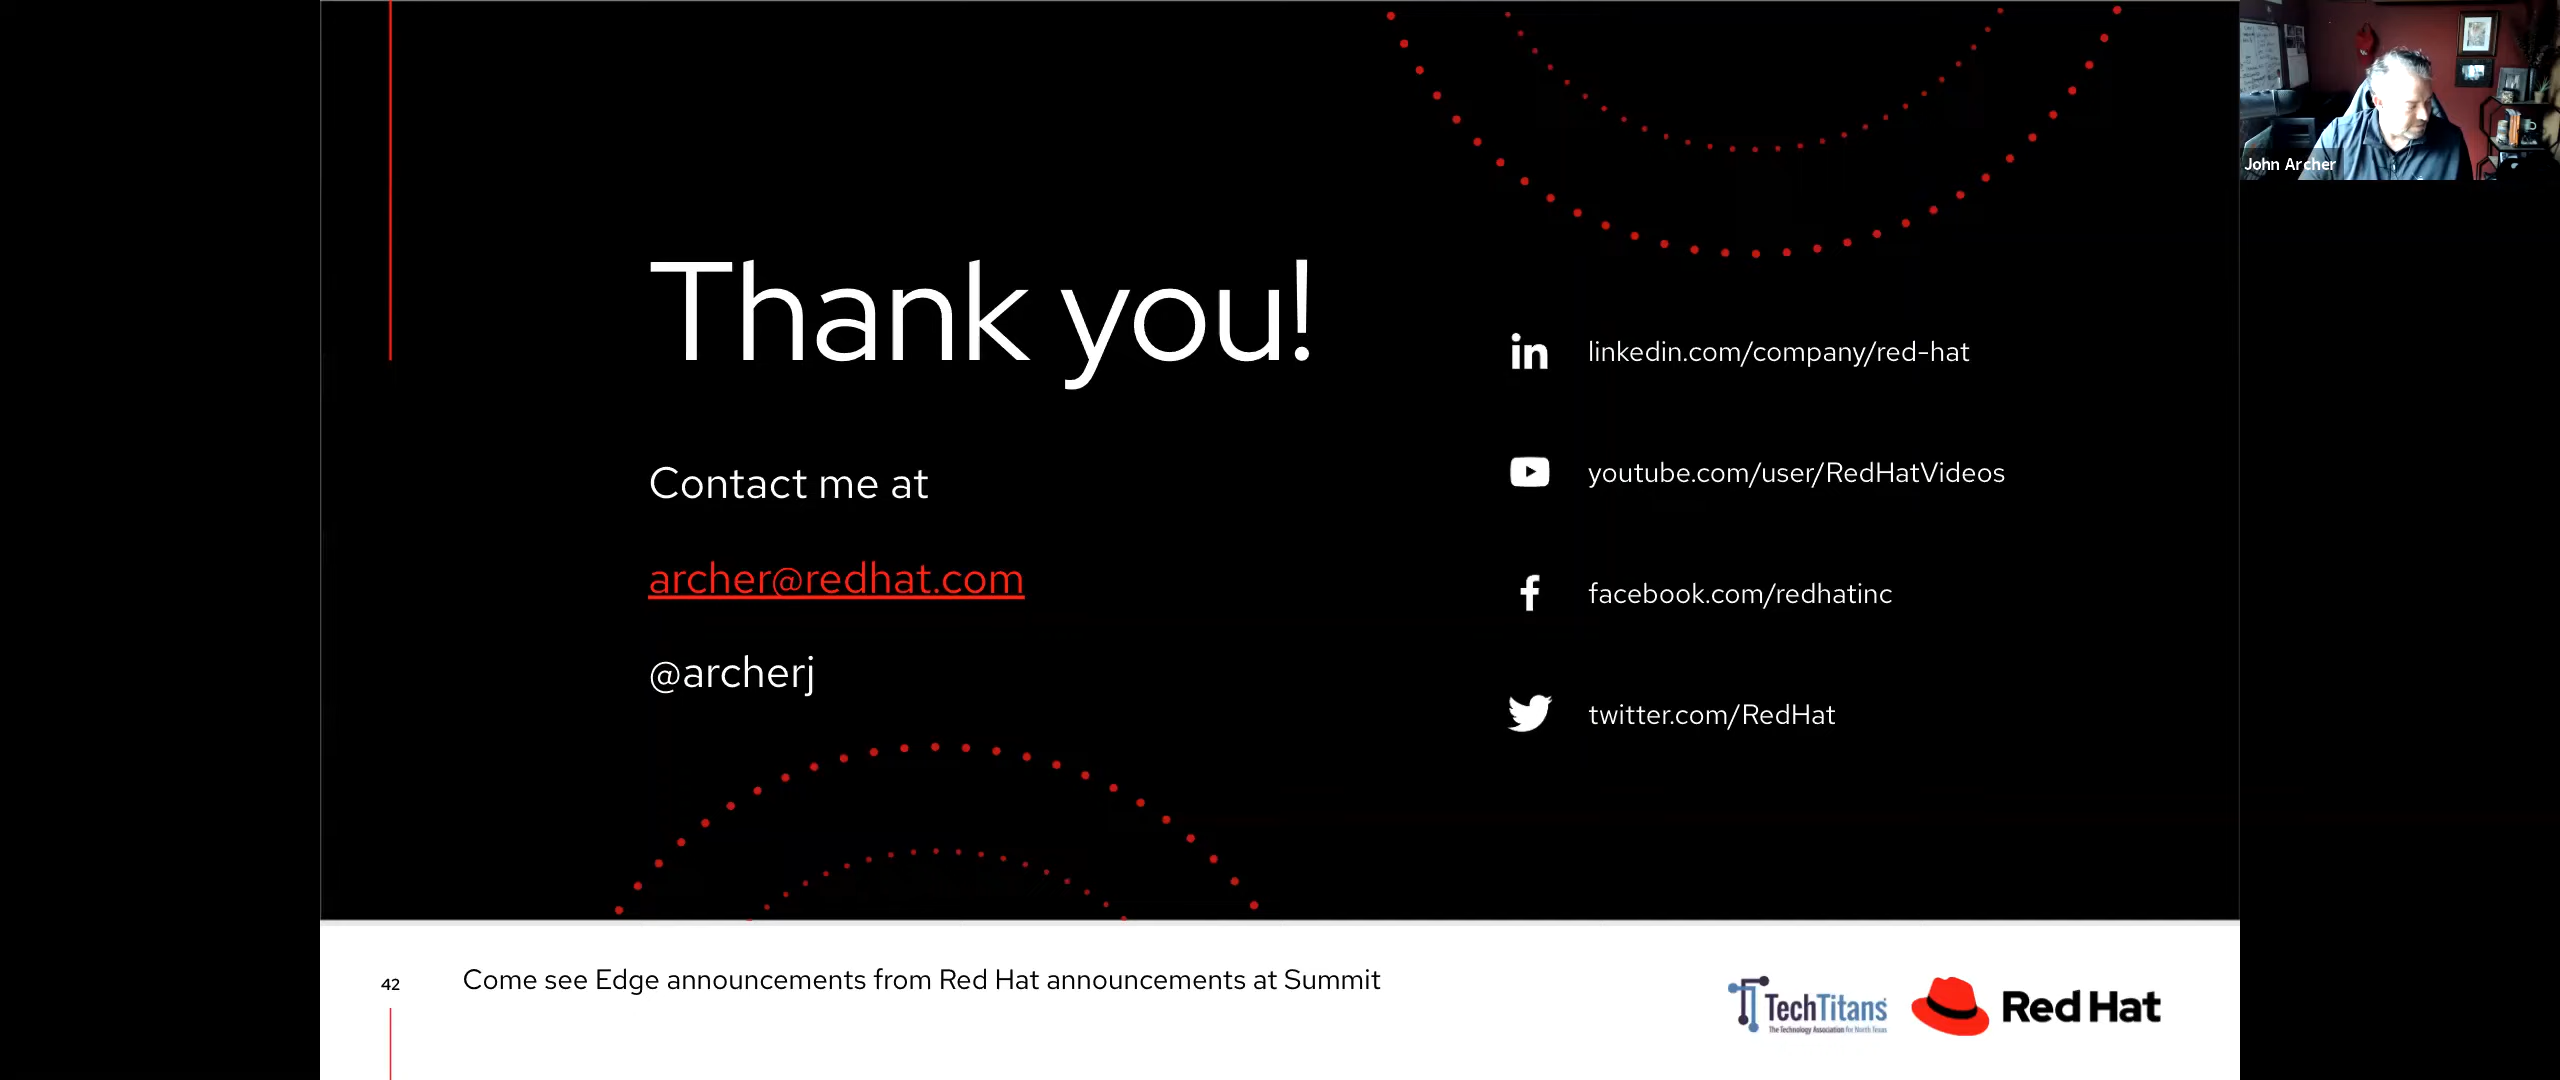 Thank you!
Contact me at
archer@redhat.com
@archerj
linkedin.com/company/red-hat
youtube.com/user/RedHatVideos
facebook.com/redhatinc
twitter.com/RedHat
John Archer
42
Come see Edge announcements from Red Hat announcements at Summit
TechTitans
The Technology Association for North Texas
Red Hat